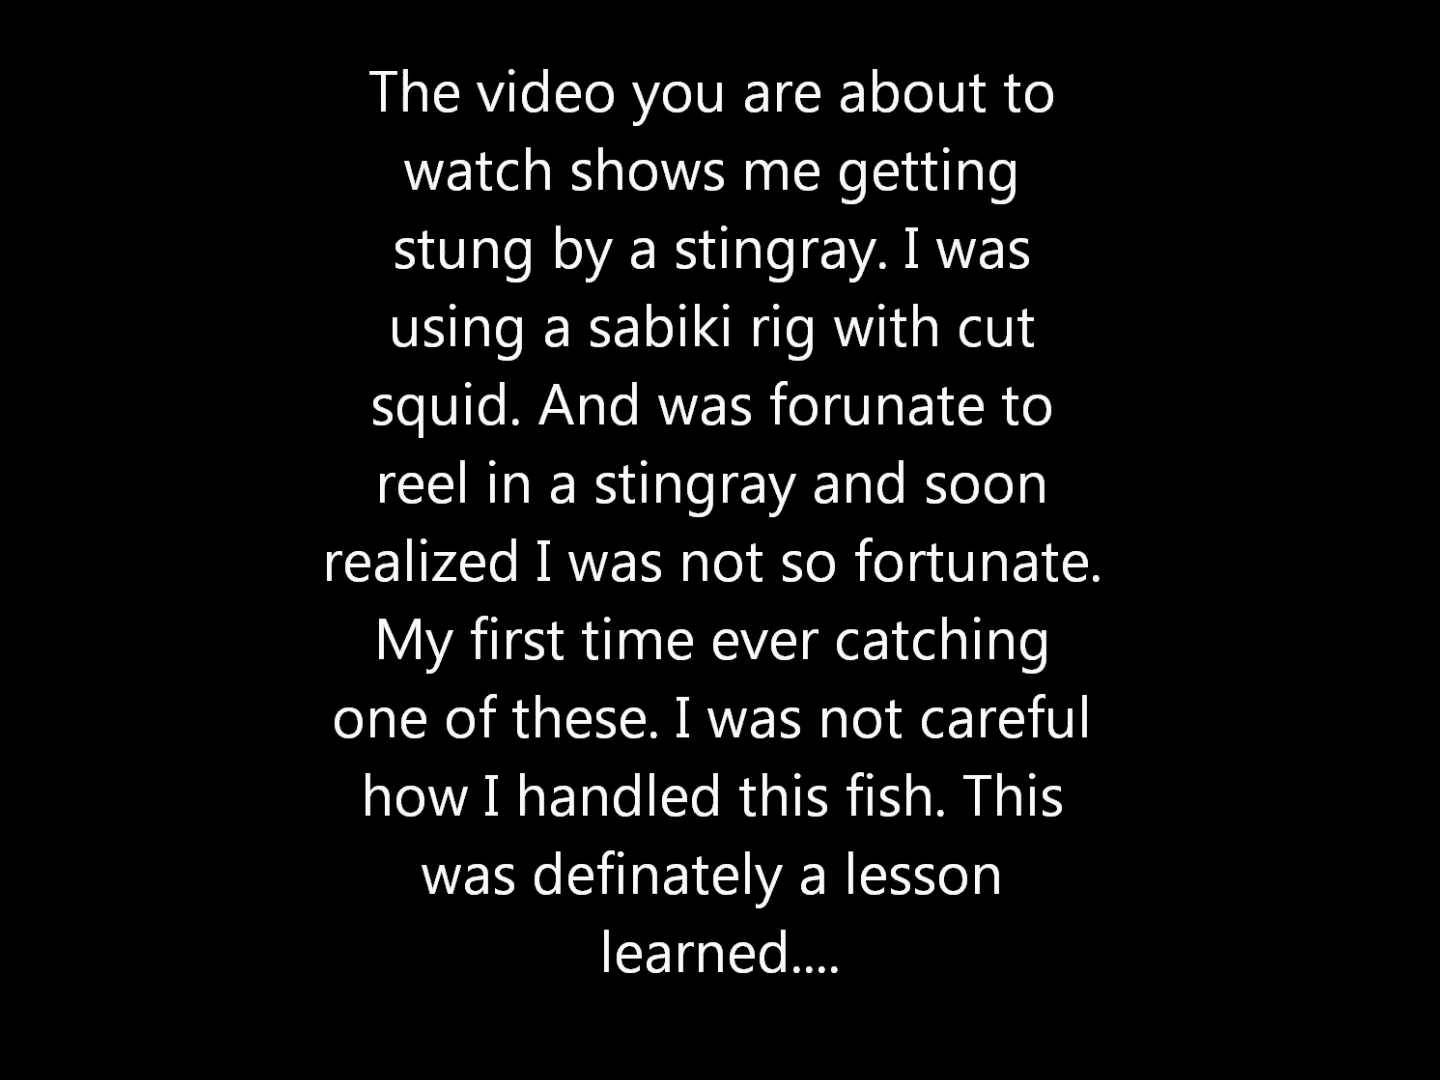 The video you are about to
watch shows me getting
stung by a stingray. I was
using a sabiki rig with cut
squid. And was forunate to
reel in a stingray and soon
realized I was not so fortunate.
My first time ever catching
one of these. I was not careful
how I handled this fish. This
was definately a lesson
learned....